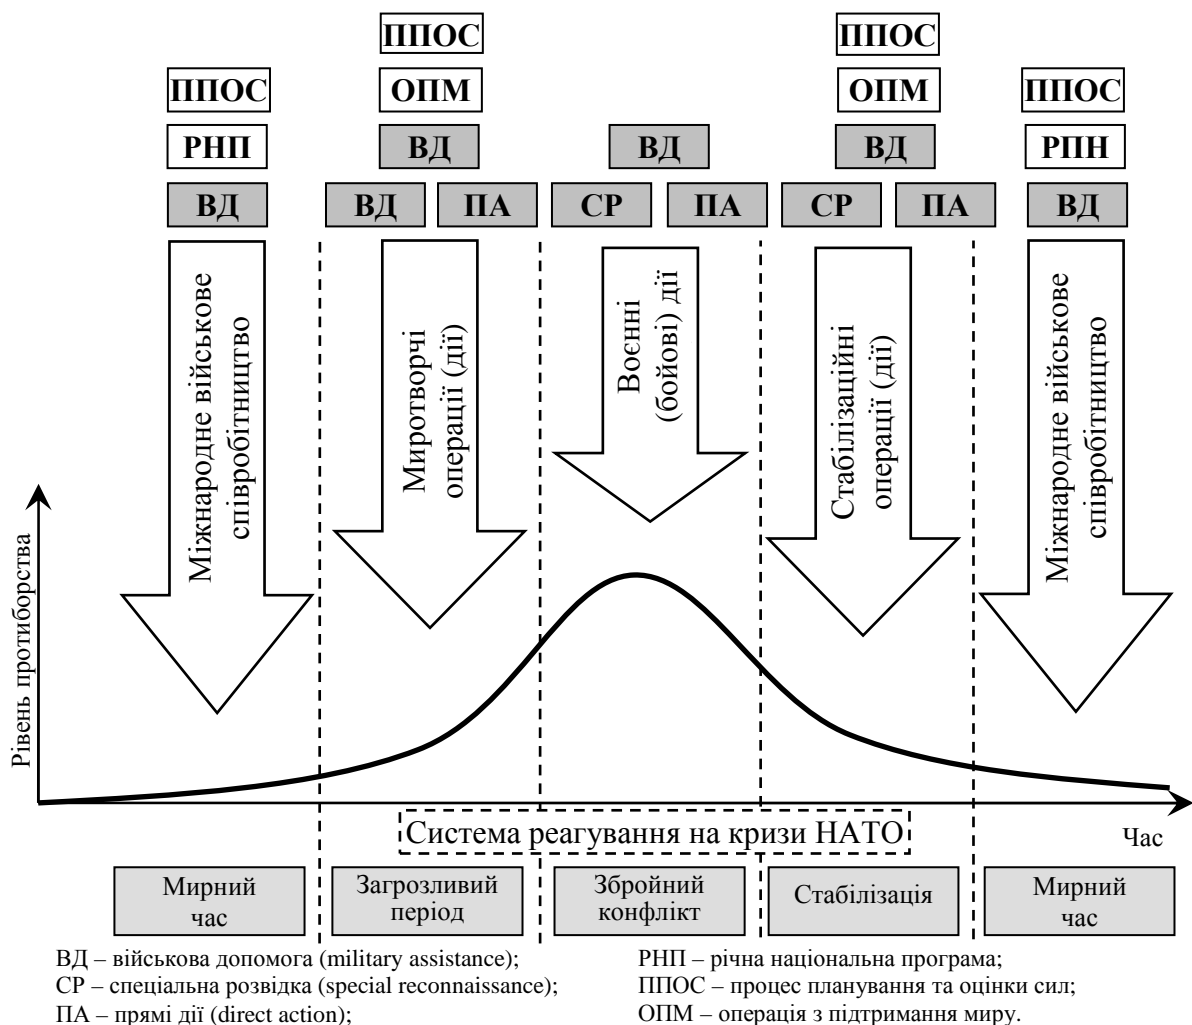 ППОС
ППОС
ППОС
ОПМ
ОПМ
ППОС
РНП
ВД
ВД
ВД
РПН
ВД
ВД
ПА
СР
ПА
СР
ПА
ВД
Міжнародне військове
співробітництво
Миротворчі
операції (дії)
Воєнні
(бойові) дії
Стабілізаційні
операції (дії)
Міжнародне військове
співробітництво
Рівень протиборства
Система реагування на кризи НАТО
Час
Мирний
час
Загрозливий
період
Збройний
конфлікт
Стабілізація
Мирний
час
ВД – військова допомога (military assistance);
СР – спеціальна розвідка (special reconnaissance);
ПА – прямі дії (direct action);
РНП – річна національна програма;
ППОС – процес планування та оцінки сил;
ОПМ – операція з підтримання миру.